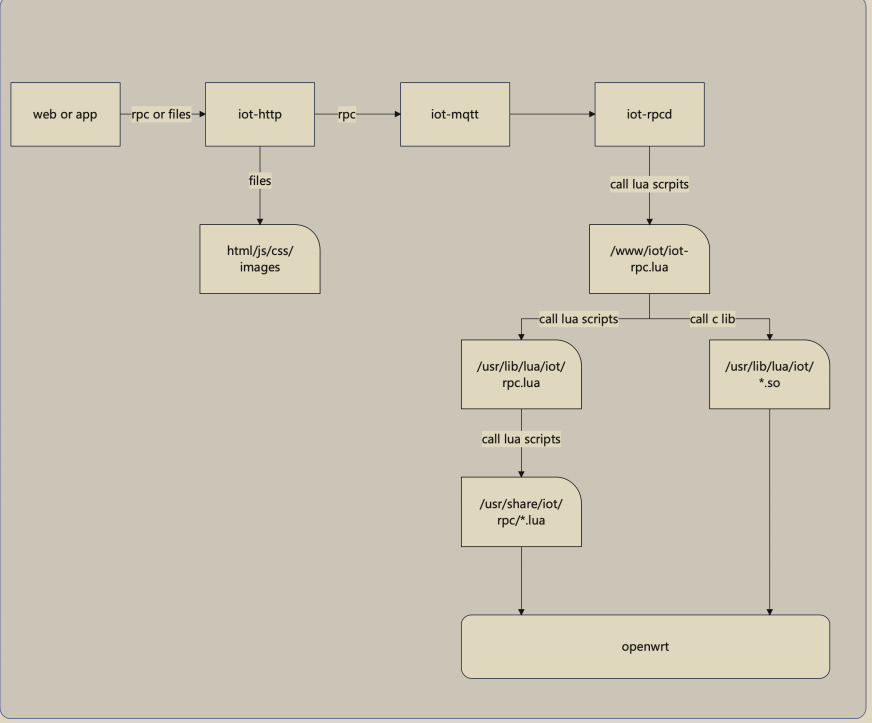 web or app
rpc or files
iot-http
rpc
iot-mqtt
iot-rpcd
files
call lua scrpits
html/js/css/
images
/www/iot/iot-
rpc.lua
call lua scripts
call c lib
/usr/lib/lua/iot/
rpc.lua
/usr/lib/lua/iot/
*.so
call lua scripts
/usr/share/iot/
rpc/*.lua
openwrt